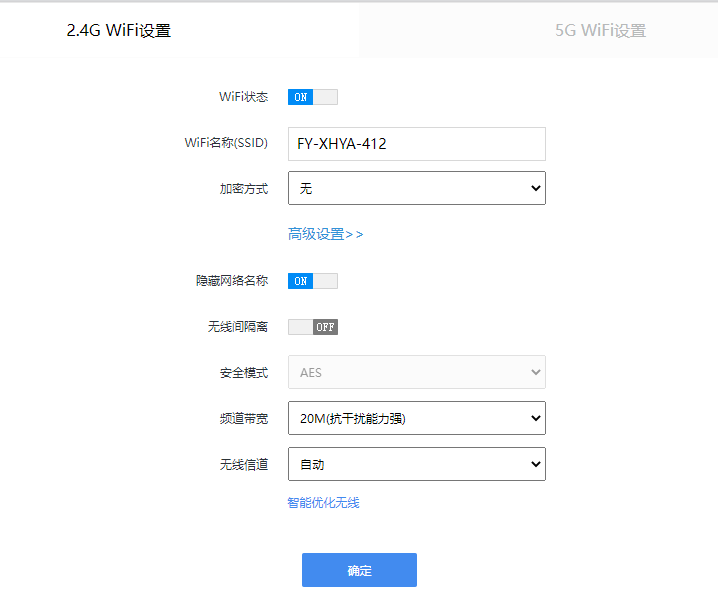 2.4G WiFi设置 5G WiFi设置
WiFi状态 ON
WiFi名称(SSID) FY-XHYA-412
加密方式 无
高级设置>>
隐藏网络名称 ON
无线间隔离 OFF
安全模式 AES
频道带宽 20M(抗干扰能力强)
无线信道 自动
智能优化无线
确定